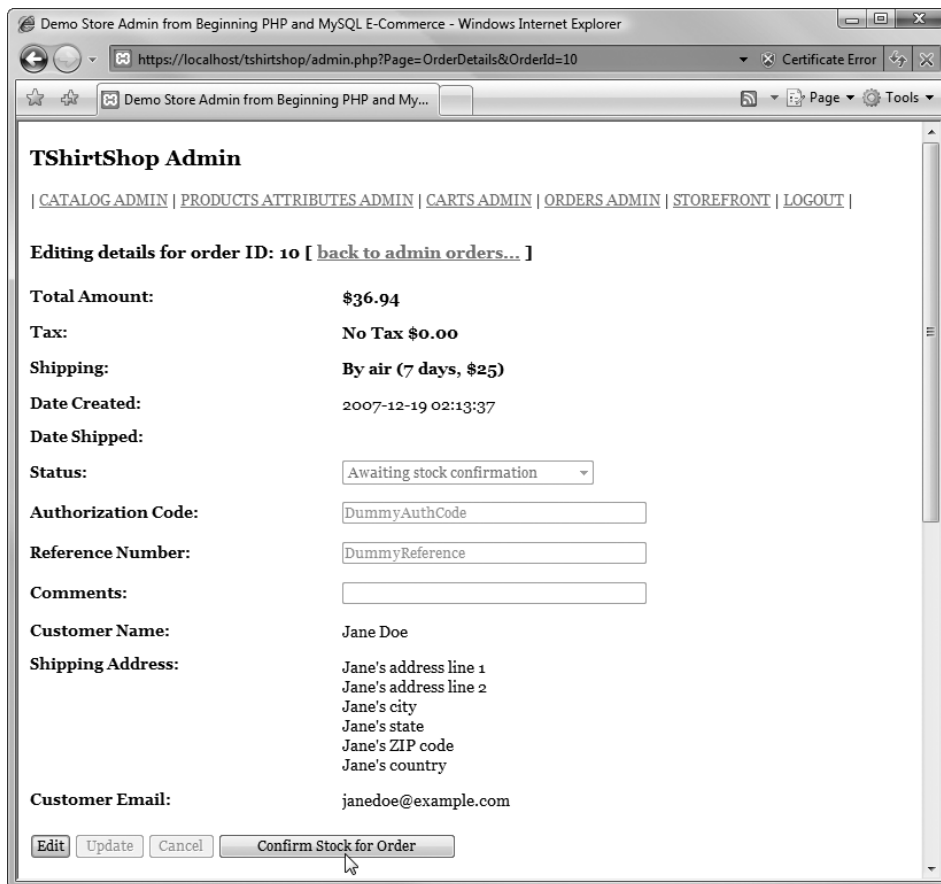 Demo Store Admin from Beginning PHP and MySQL E-Commerce - Windows Internet Explorer
https://localhost/tshirtshop/admin.php?Page=OrderDetails&OrderId=10 Certificate Error
Demo Store Admin from Beginning PHP and My... Page Tools
TShirtShop Admin
| CATALOG ADMIN | PRODUCTS ATTRIBUTES ADMIN | CARTS ADMIN | ORDERS ADMIN | STOREFRONT | LOGOUT |
Editing details for order ID: 10 [ back to admin orders... ]
Total Amount: $36.94
Tax: No Tax $0.00
Shipping: By air (7 days, $25)
Date Created: 2007-12-19 02:13:37
Date Shipped:
Status: Awaiting stock confirmation
Authorization Code: DummyAuthCode
Reference Number: DummyReference
Comments:
Customer Name: Jane Doe
Shipping Address: Jane's address line 1
Jane's address line 2
Jane's city
Jane's state
Jane's ZIP code
Jane's country
Customer Email: janedoe@example.com
Edit Update Cancel Confirm Stock for Order